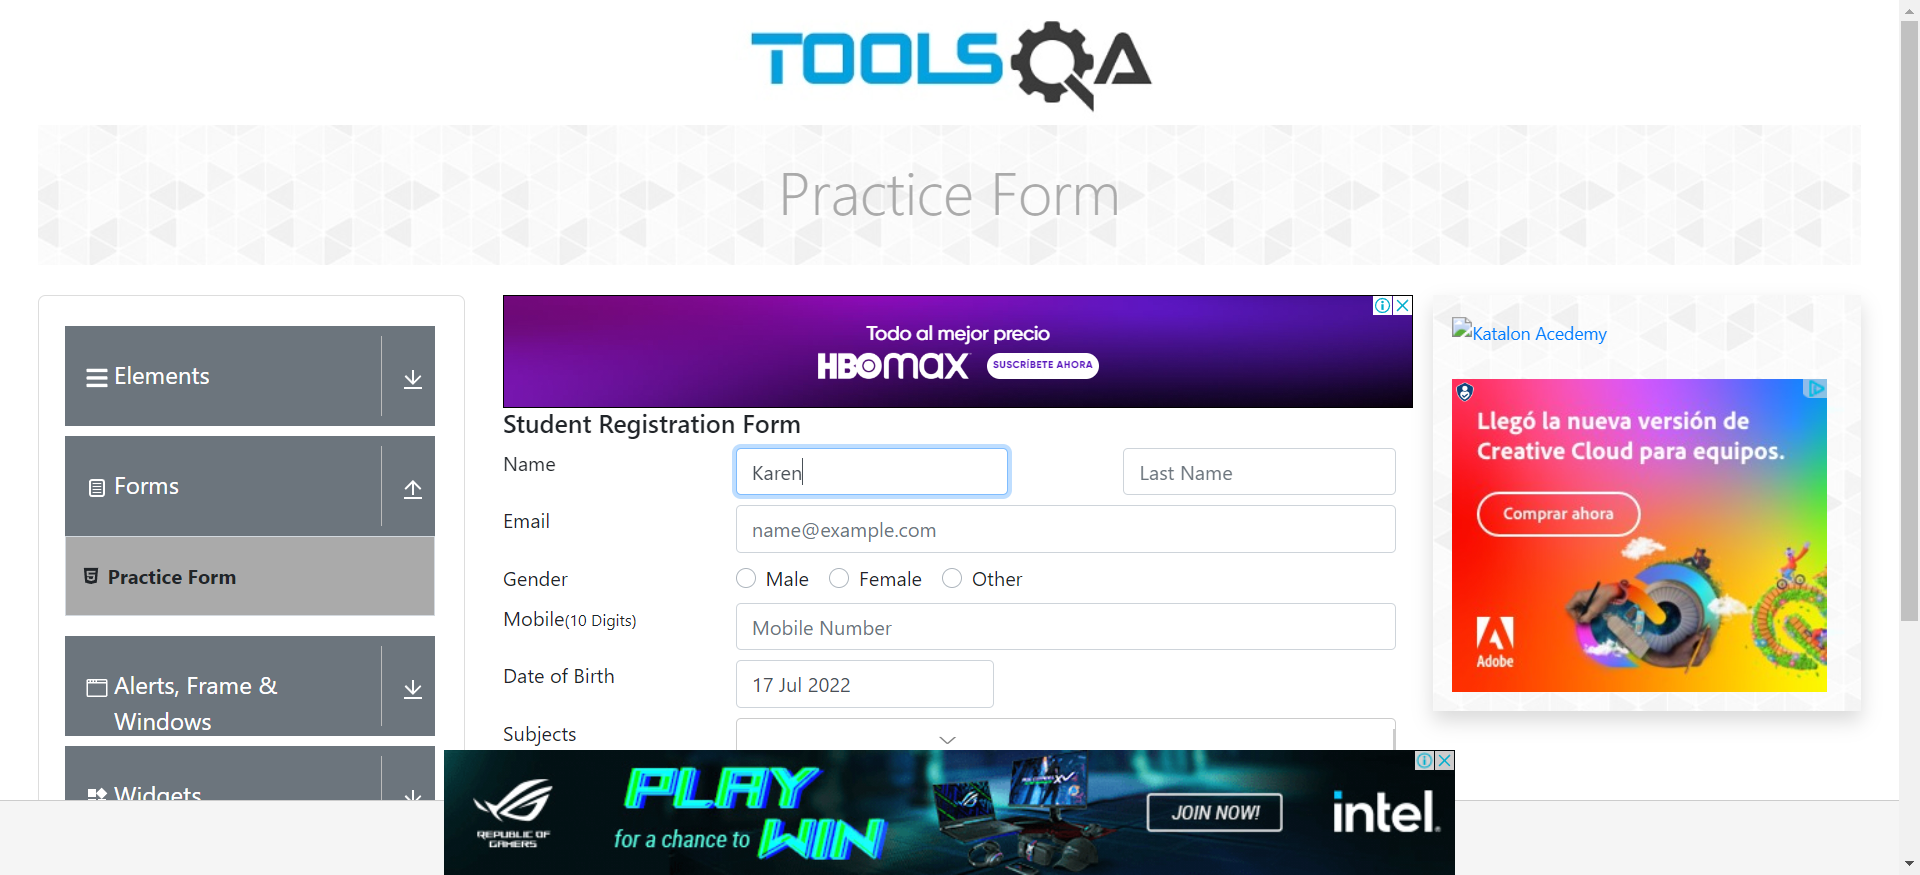 TOOLSQA
Practice Form
Elements
Forms
Practice Form
Alerts, Frame &
Windows
Widgets
Todo al mejor precio
HBOMAX SUSCRÍBETE AHORA
Student Registration Form
Name Karen Last Name
Email name@example.com
Gender Male Female Other
Mobile(10 Digits) Mobile Number
Date of Birth 17 Jul 2022
Subjects
Katalon Acedemy
Llegó la nueva versión de
Creative Cloud para equipos.
Comprar ahora
Adobe
REPUBLIC OF
GAMERS
PLAY
for a chance to WIN
JOIN NOW!
intel.